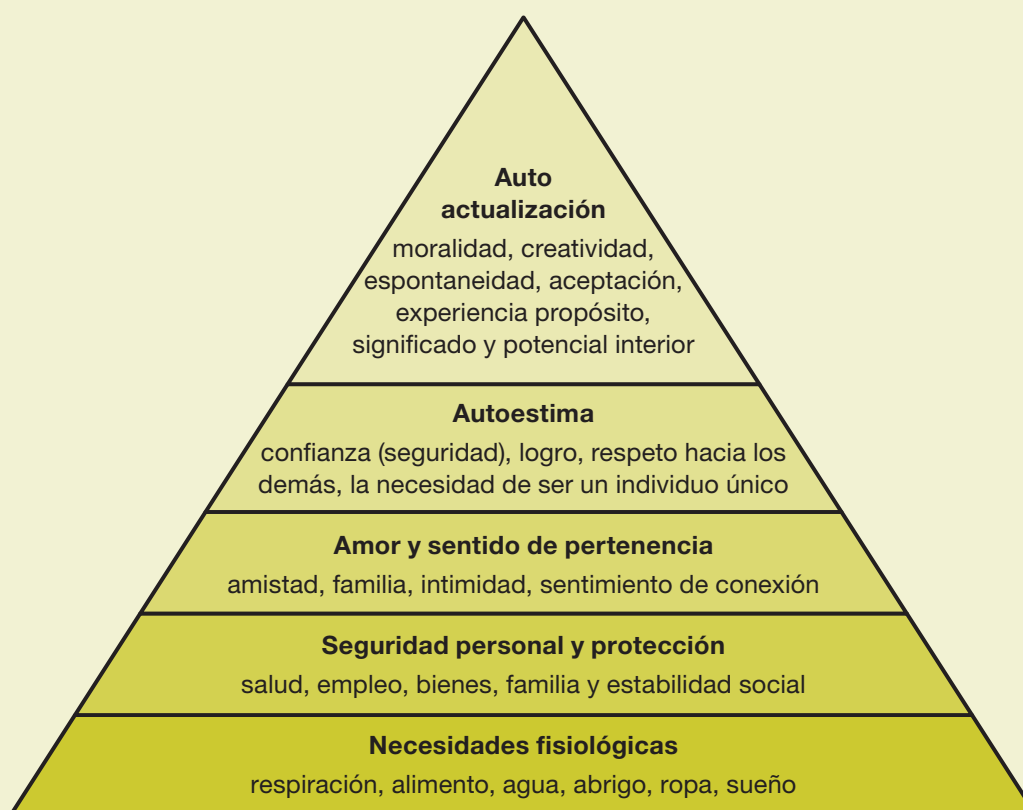 Auto
actualización
moralidad, creatividad,
espontaneidad, aceptación,
experiencia propósito,
significado y potencial interior
Autoestima
confianza (seguridad), logro, respeto hacia los
demás, la necesidad de ser un individuo único
Amor y sentido de pertenencia
amistad, familia, intimidad, sentimiento de conexión
Seguridad personal y protección
salud, empleo, bienes, familia y estabilidad social
Necesidades fisiológicas
respiración, alimento, agua, abrigo, ropa, sueño